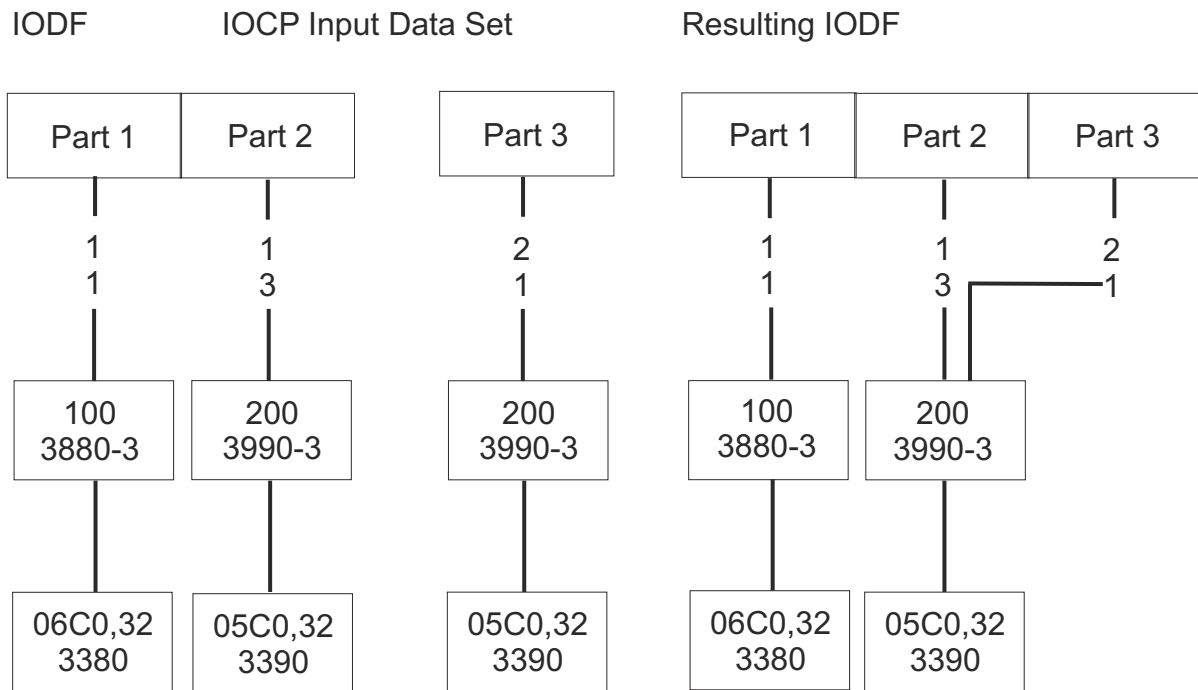 IODF IOCP Input Data Set Resulting IODF
Part 1 Part 2 Part 3 Part 1 Part 2 Part 3
1 1 2 1 1 2
1 3 1 1 3 1
100 200 200 100 200
3880-3 3990-3 3990-3 3880-3 3990-3
06C0,32 05C0,32 05C0,32 06C0,32 05C0,32
3380 3390 3390 3380 3390